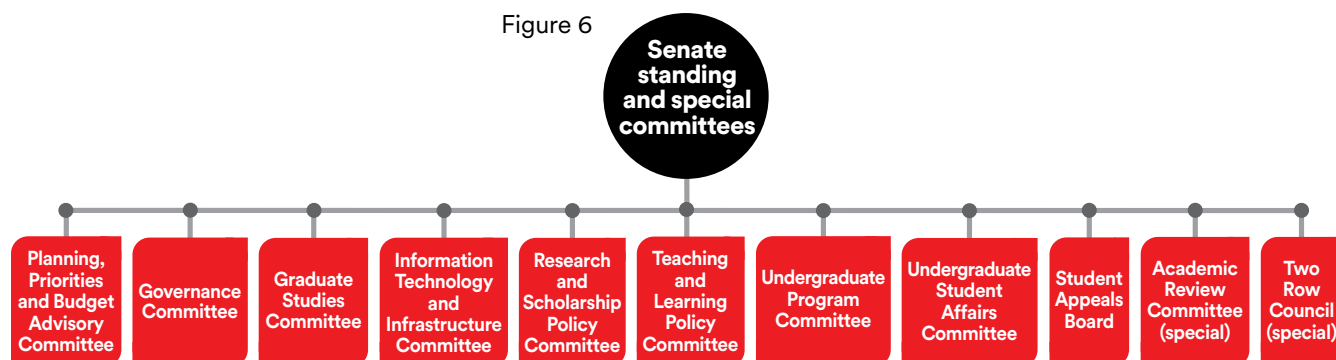 Figure 6
Senate
standing
and special
committees
Planning,
Priorities
and Budget
Advisory
Committee
Governance
Committee
Graduate
Studies
Committee
Information
Technology
and
Infrastructure
Committee
Research
and
Scholarship
Policy
Committee
Teaching
and
Learning
Policy
Committee
Undergraduate
Program
Committee
Undergraduate
Student
Affairs
Committee
Student
Appeals
Board
Academic
Review
Committee
(special)
Two
Row
Council
(special)